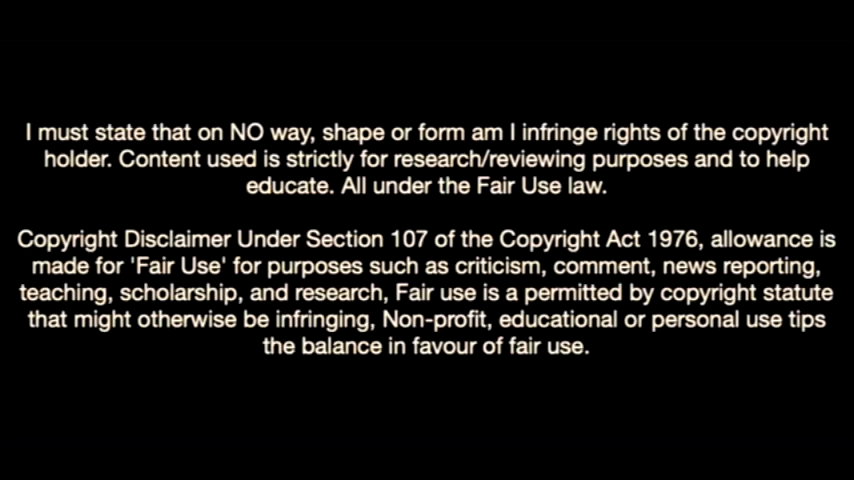 I must state that on NO way, shape or form am I infringe rights of the copyright
holder. Content used is strictly for research/reviewing purposes and to help
educate. All under the Fair Use law.
Copyright Disclaimer Under Section 107 of the Copyright Act 1976, allowance is
made for 'Fair Use' for purposes such as criticism, comment, news reporting,
teaching, scholarship, and research, Fair use is a permitted by copyright statute
that might otherwise be infringing, Non-profit, educational or personal use tips
the balance in favour of fair use.